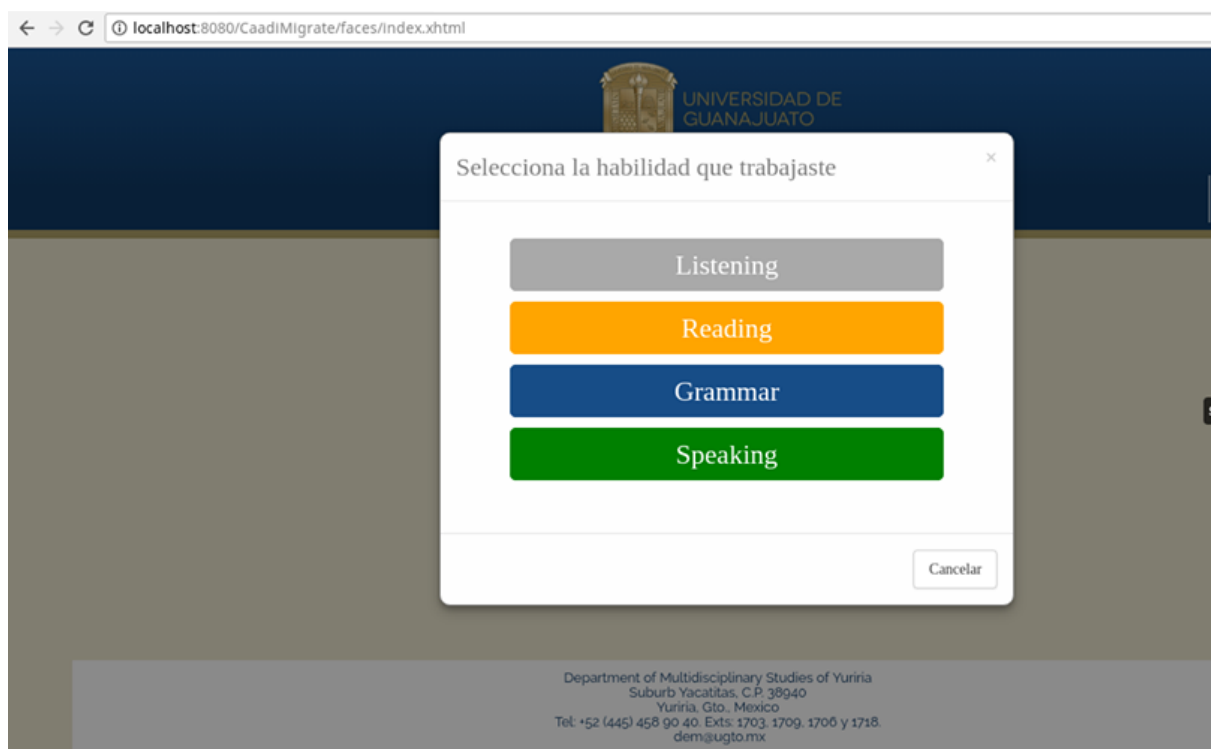 localhost:8080/CaadiMigrate/faces/index.xhtml
UNIVERSIDAD DE
GUANAJUATO
Selecciona la habilidad que trabajaste
×
Listening
Reading
Grammar
Speaking
Cancelar
Department of Multidisciplinary Studies of Yuriria
Suburb Yacatitas, C.P. 38940
Yuriria, Gto., Mexico
Tel: +52 (445) 458 90 40. Exts: 1703, 1709, 1706 y 1718.
dem@ugto.mx